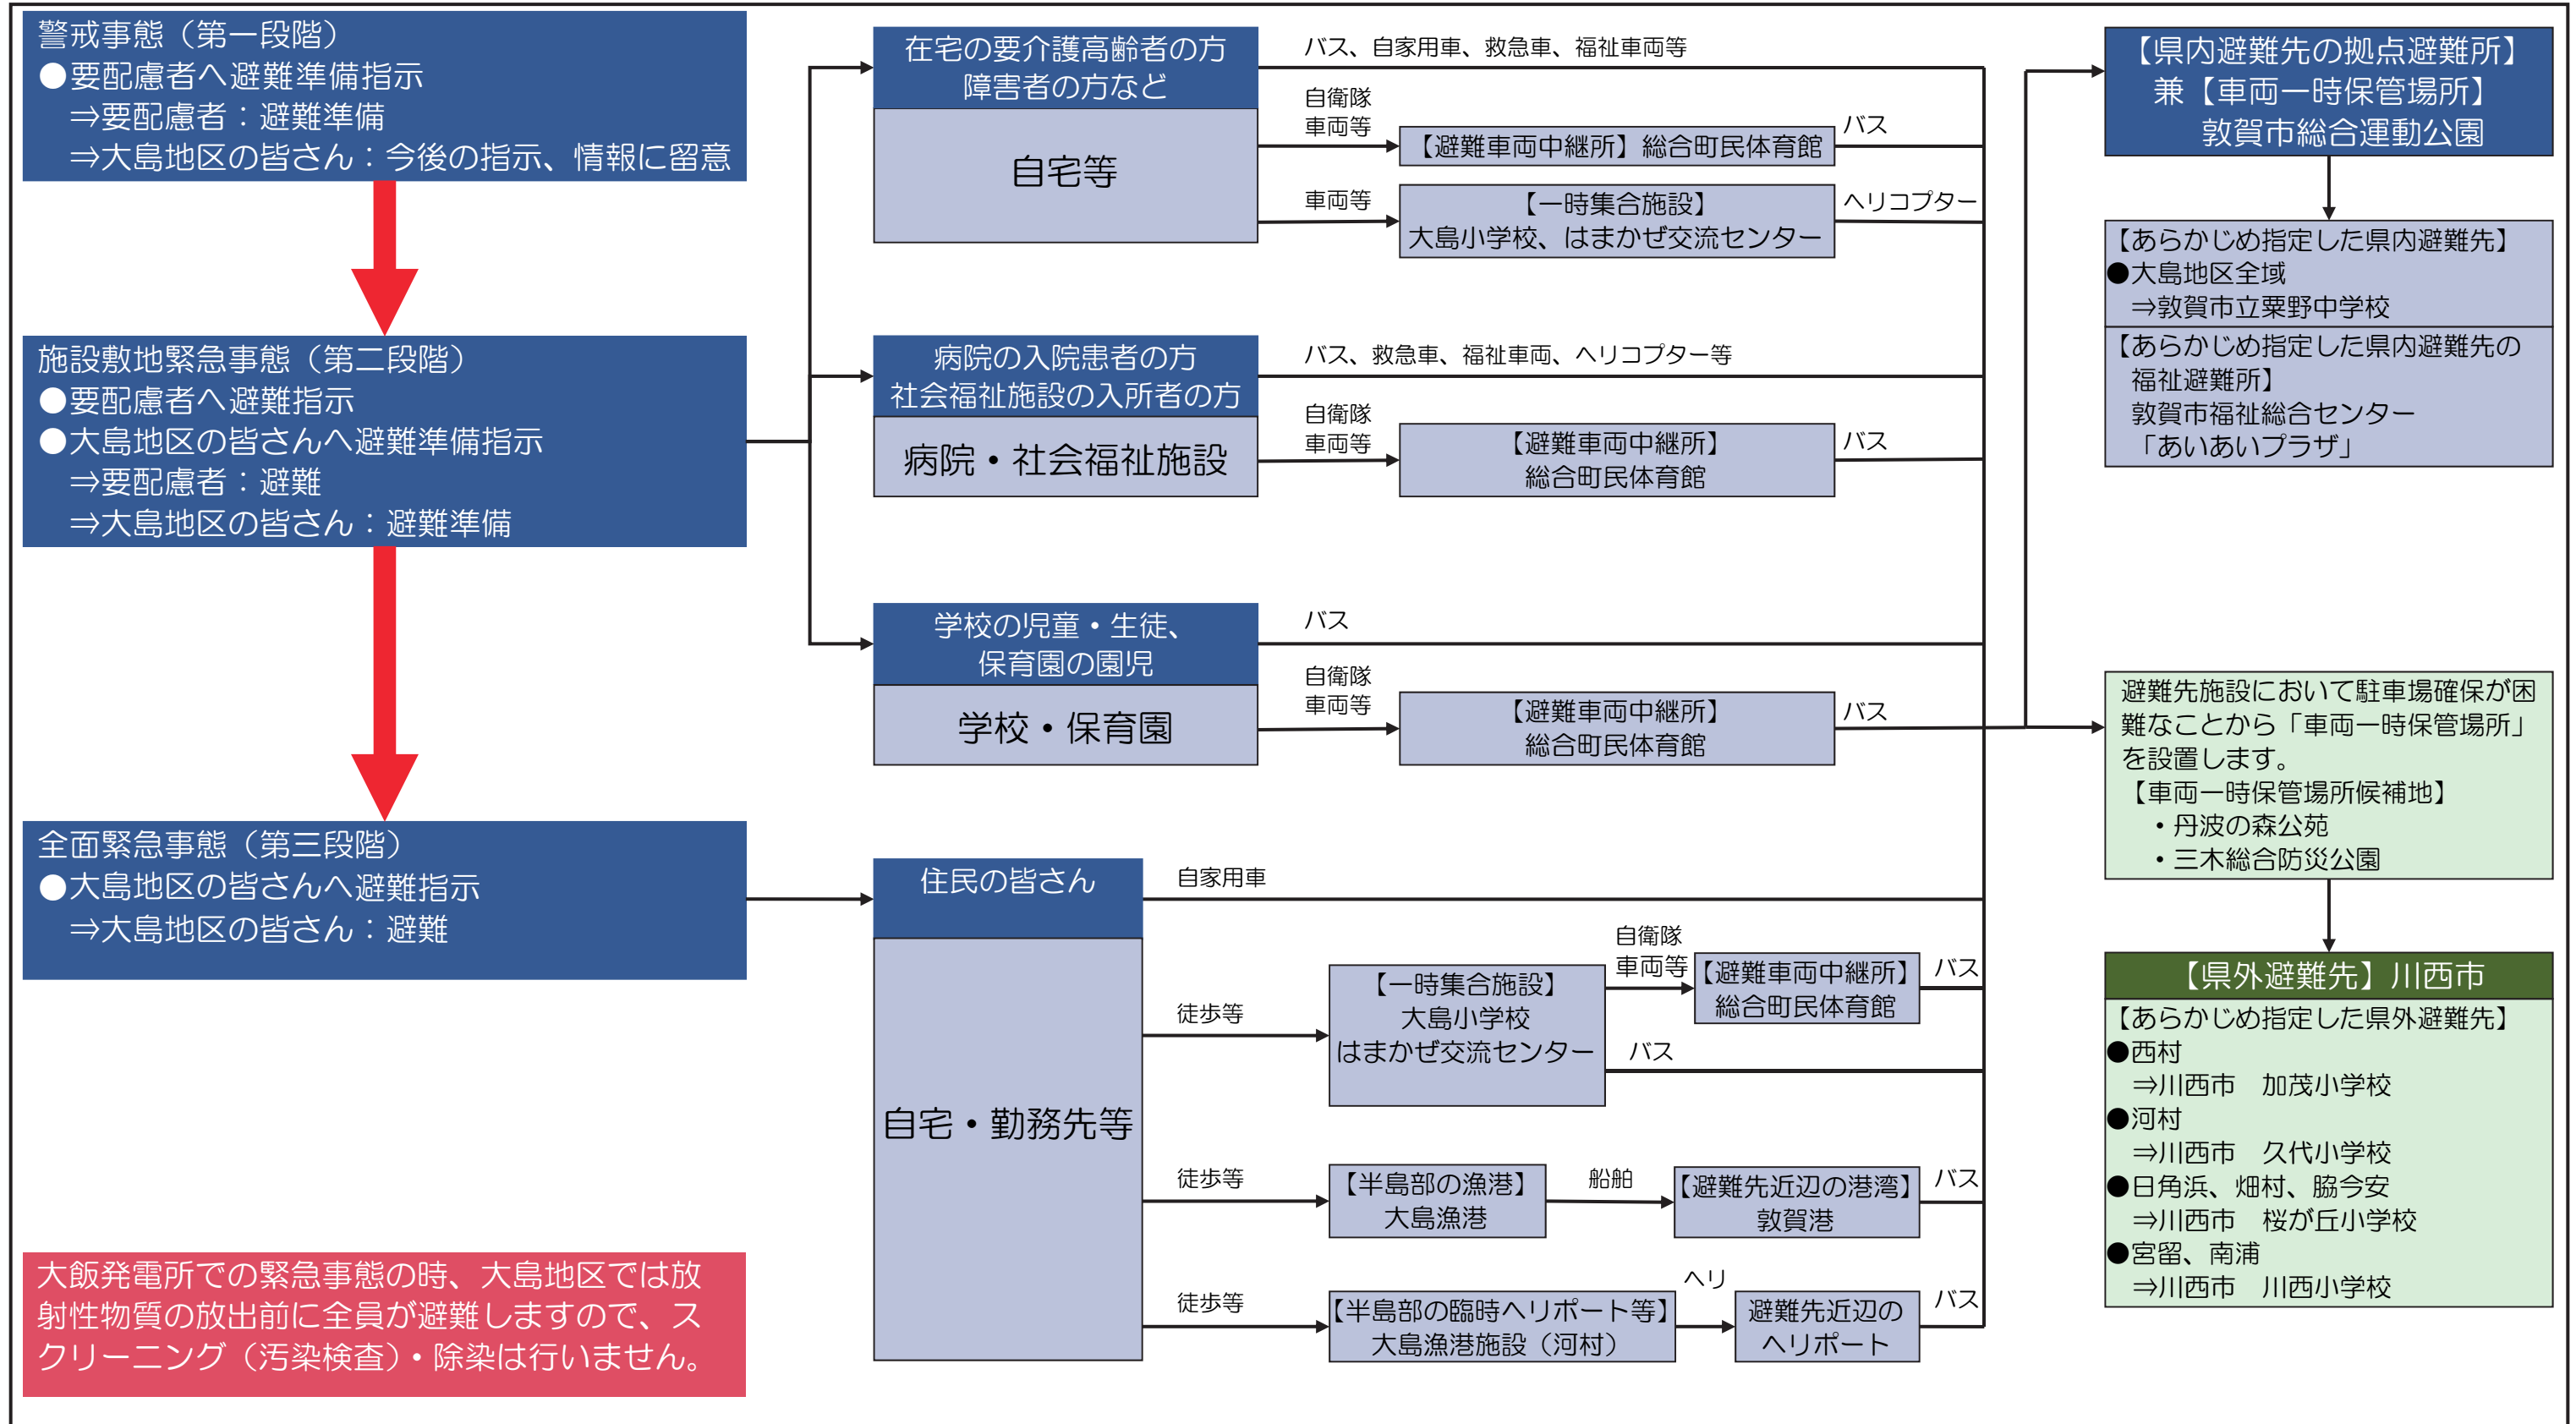 警戒事態（第一段階）
●要配慮者へ避難準備指示
⇒要配慮者：避難準備
⇒大島地区の皆さん：今後の指示、情報に留意
施設敷地緊急事態（第二段階）
●要配慮者へ避難指示
●大島地区の皆さんへ避難準備指示
⇒要配慮者：避難
⇒大島地区の皆さん：避難準備
全面緊急事態（第三段階）
●大島地区の皆さんへ避難指示
⇒大島地区の皆さん：避難
大飯発電所での緊急事態の時、大島地区では放
射性物質の放出前に全員が避難しますので、ス
クリーニング（汚染検査）・除染は行いません。
在宅の要介護高齢者の方
障害者の方など
自宅等
バス、自家用車、救急車、福祉車両等
自衛隊
車両等
【避難車両中継所】総合町民体育館
バス
車両等
【一時集合施設】
大島小学校、はまかぜ交流センター
ヘリコプター
病院の入院患者の方
社会福祉施設の入所者の方
病院・社会福祉施設
バス、救急車、福祉車両、ヘリコプター等
自衛隊
車両等
【避難車両中継所】
総合町民体育館
バス
学校の児童・生徒、
保育園の園児
学校・保育園
バス
自衛隊
車両等
【避難車両中継所】
総合町民体育館
バス
住民の皆さん
自宅・勤務先等
自家用車
徒歩等
【一時集合施設】
大島小学校
はまかぜ交流センター
自衛隊
車両等
【避難車両中継所】
総合町民体育館
バス
バス
徒歩等
【半島部の漁港】
大島漁港
船舶
【避難先近辺の港湾】
敦賀港
バス
徒歩等
【半島部の臨時ヘリポート等】
大島漁港施設（河村）
ヘリ
避難先近辺の
ヘリポート
バス
【県内避難先の拠点避難所】
兼【車両一時保管場所】
敦賀市総合運動公園
【あらかじめ指定した県内避難先】
●大島地区全域
⇒敦賀市立粟野中学校
【あらかじめ指定した県内避難先の
福祉避難所】
敦賀市福祉総合センター
「あいあいプラザ」
避難先施設において駐車場確保が困
難なことから「車両一時保管場所」
を設置します。
【車両一時保管場所候補地】
・丹波の森公苑
・三木総合防災公園
【県外避難先】川西市
【あらかじめ指定した県外避難先】
●西村
⇒川西市　加茂小学校
●河村
⇒川西市　久代小学校
●日角浜、畑村、脇今安
⇒川西市　桜が丘小学校
●宮留、南浦
⇒川西市　川西小学校